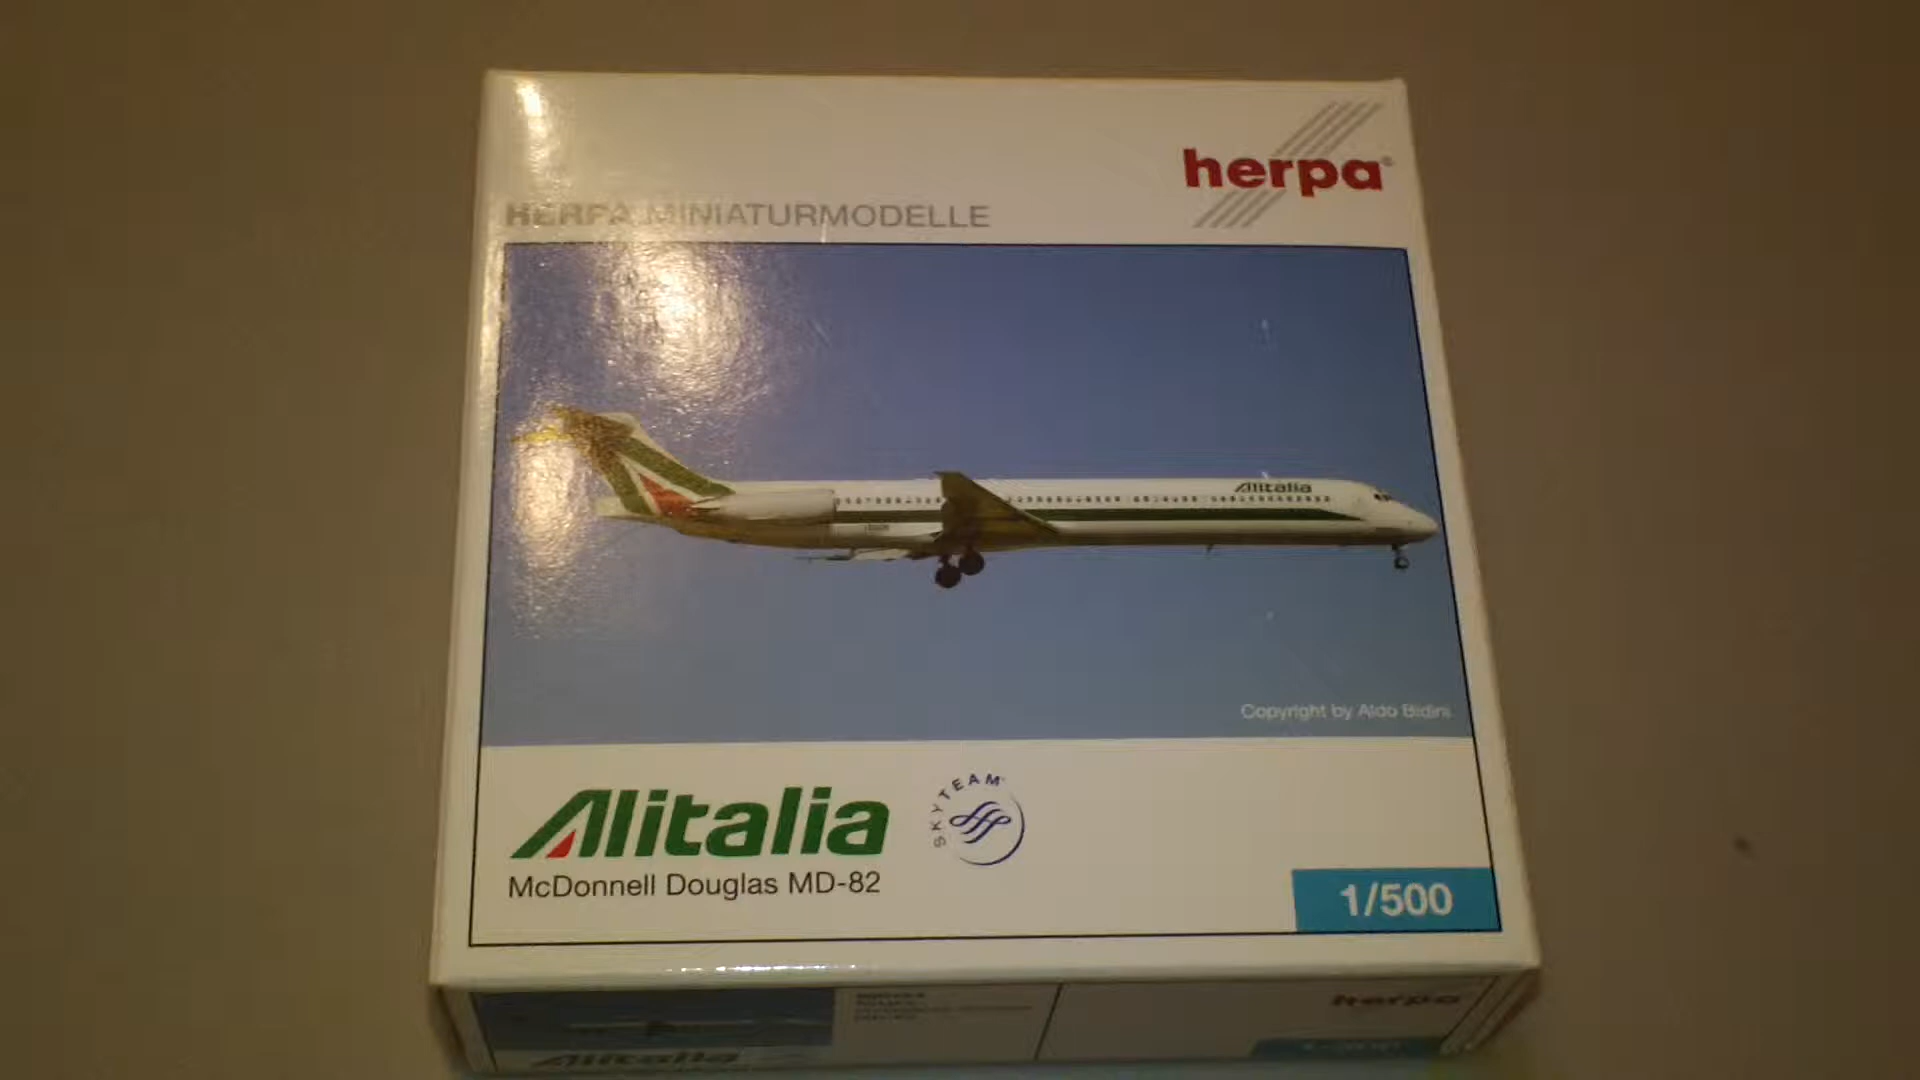 herpa®
HERPA MINIATURMODELLE
Alitalia
Copyright by Aldo Bidini
Alitalia
SKYTEAM
McDonnell Douglas MD-82
1/500
herpa
Alitalia